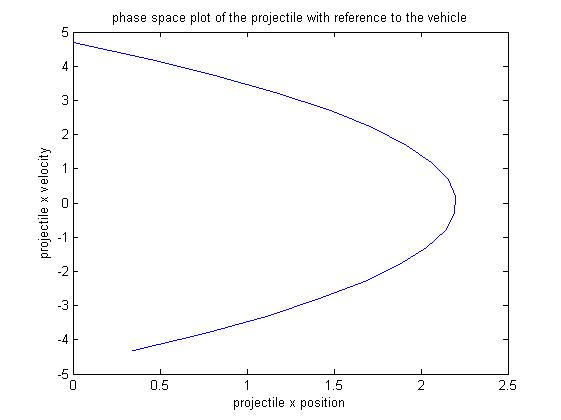 phase space plot of the projectile with reference to the vehicle
5
4
3
2
1
0
-1
-2
-3
-4
-5
projectile x velocity
0 0.5 1 1.5 2 2.5
projectile x position